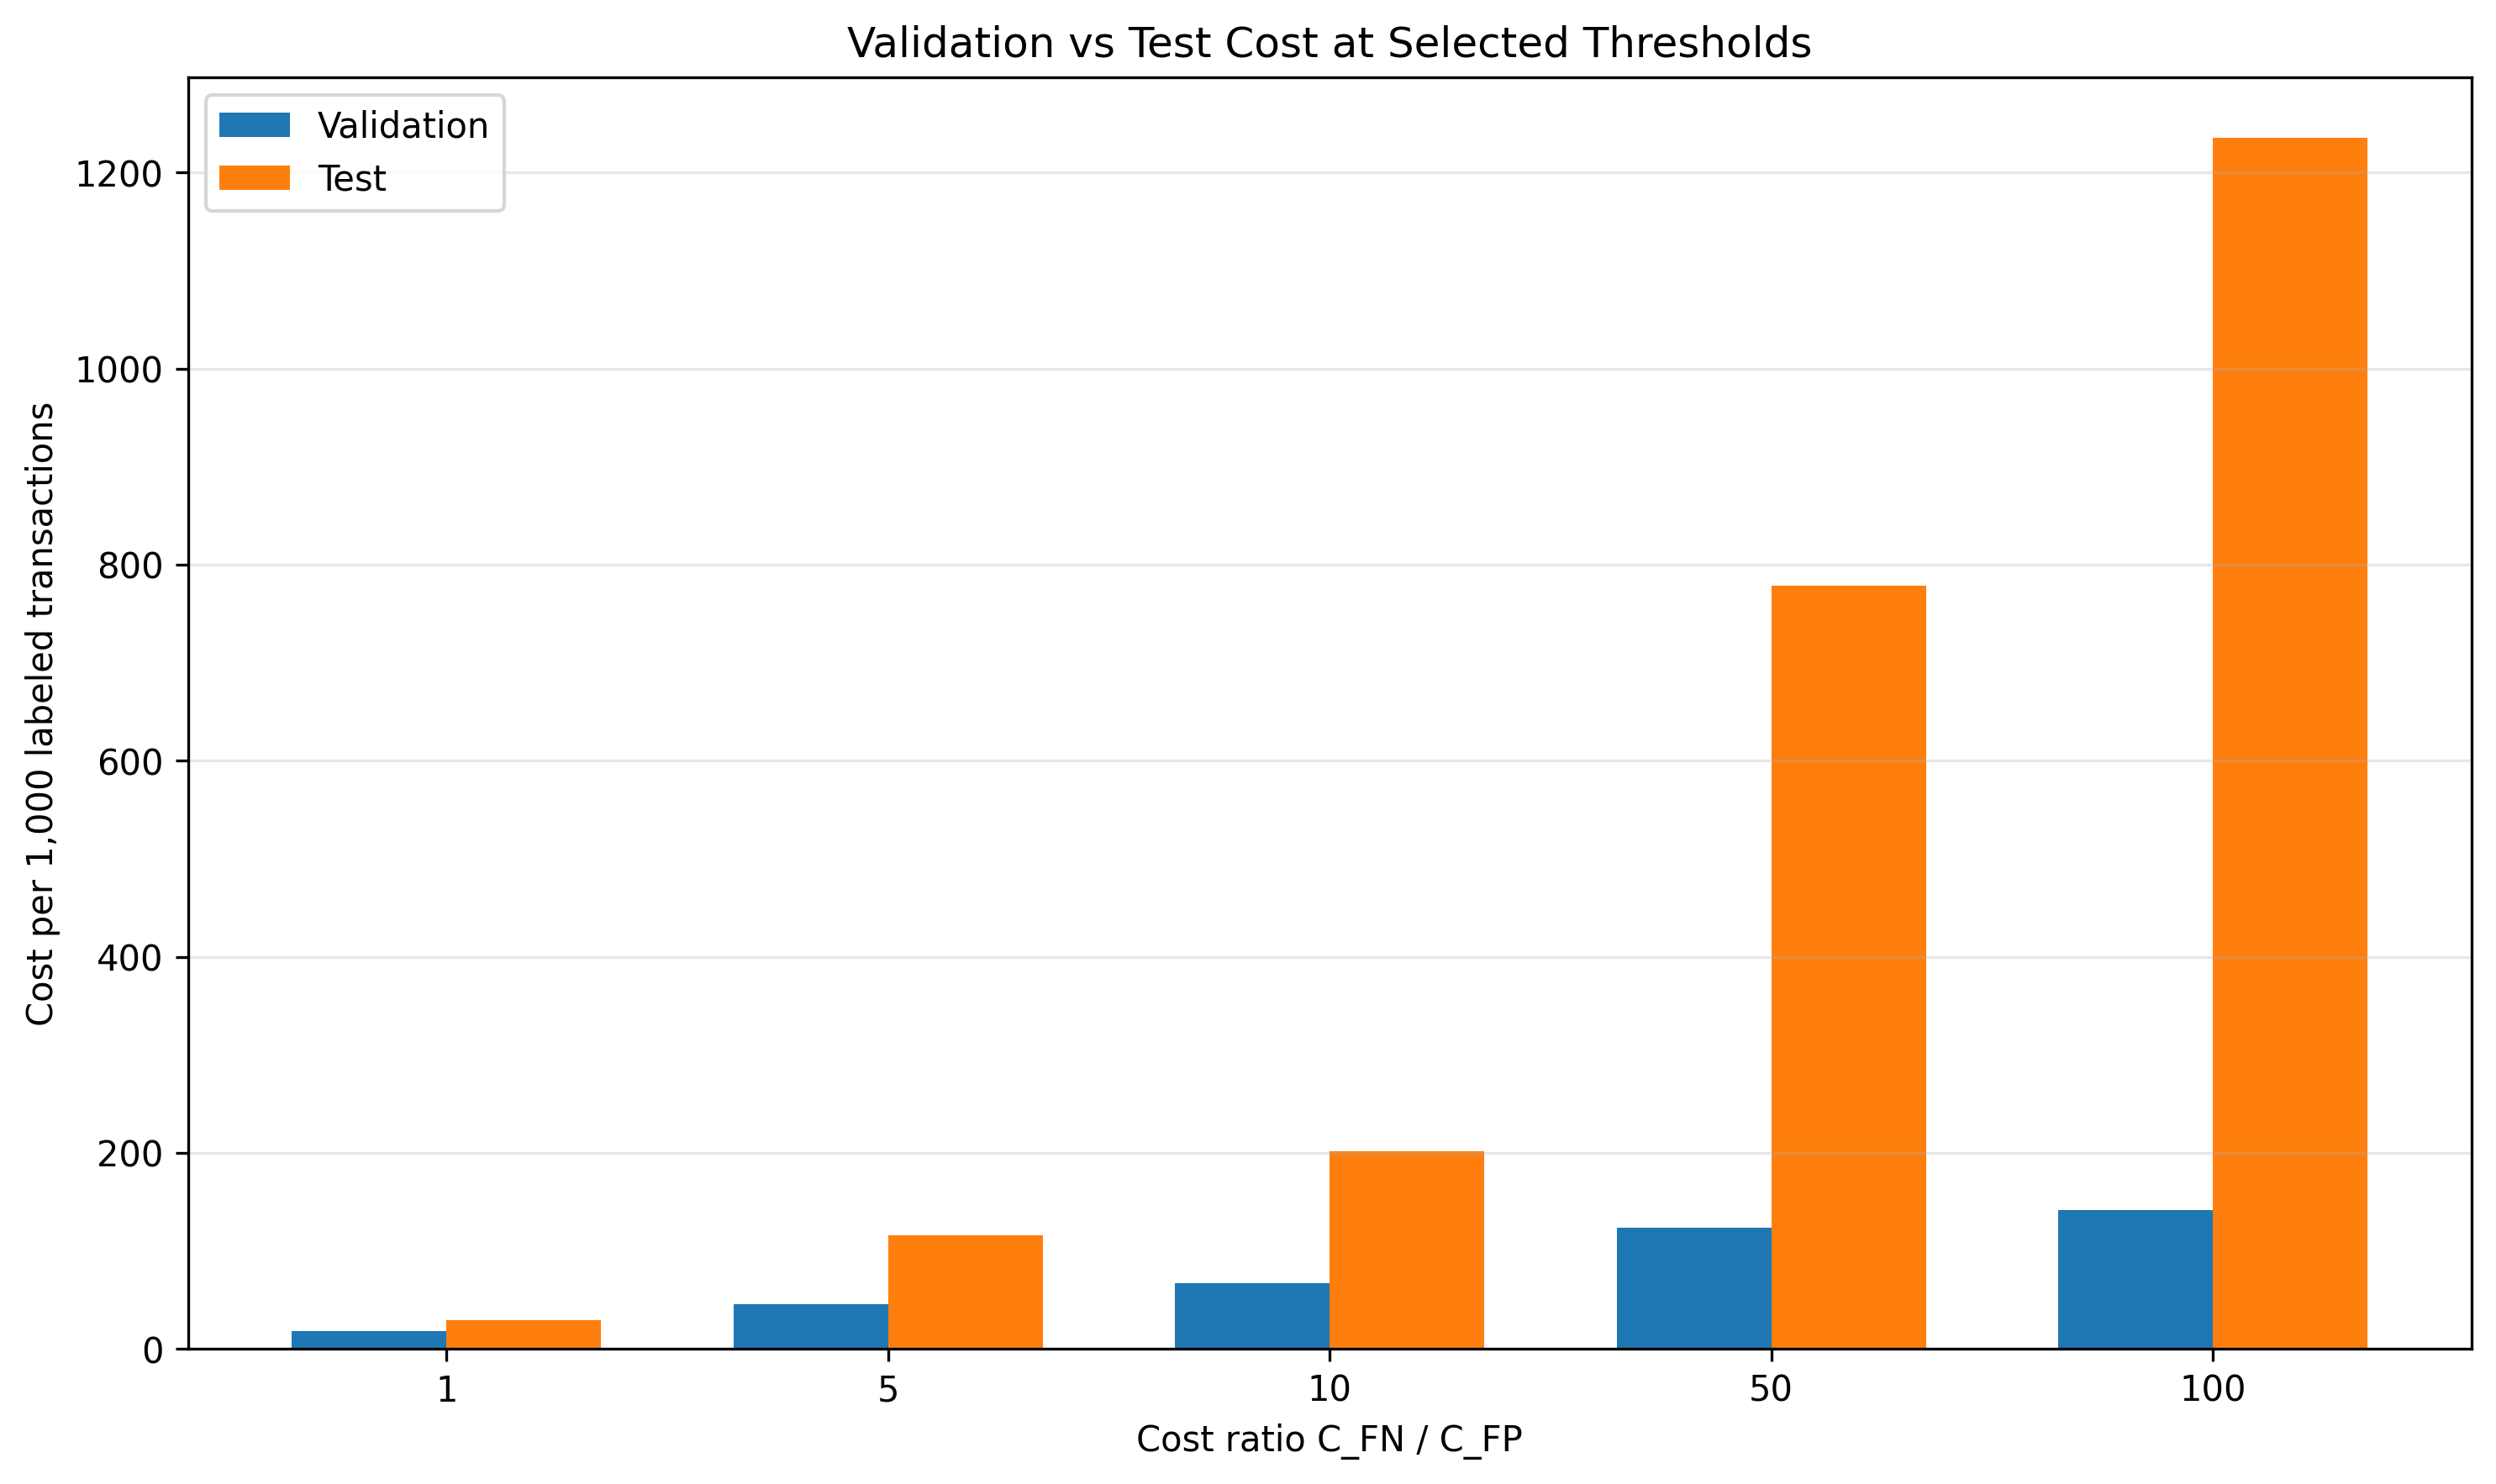 Validation vs Test Cost at Selected Thresholds
Validation
Test
Cost per 1,000 labeled transactions
1200
1000
800
600
400
200
0
1 5 10 50 100
Cost ratio C_FN / C_FP